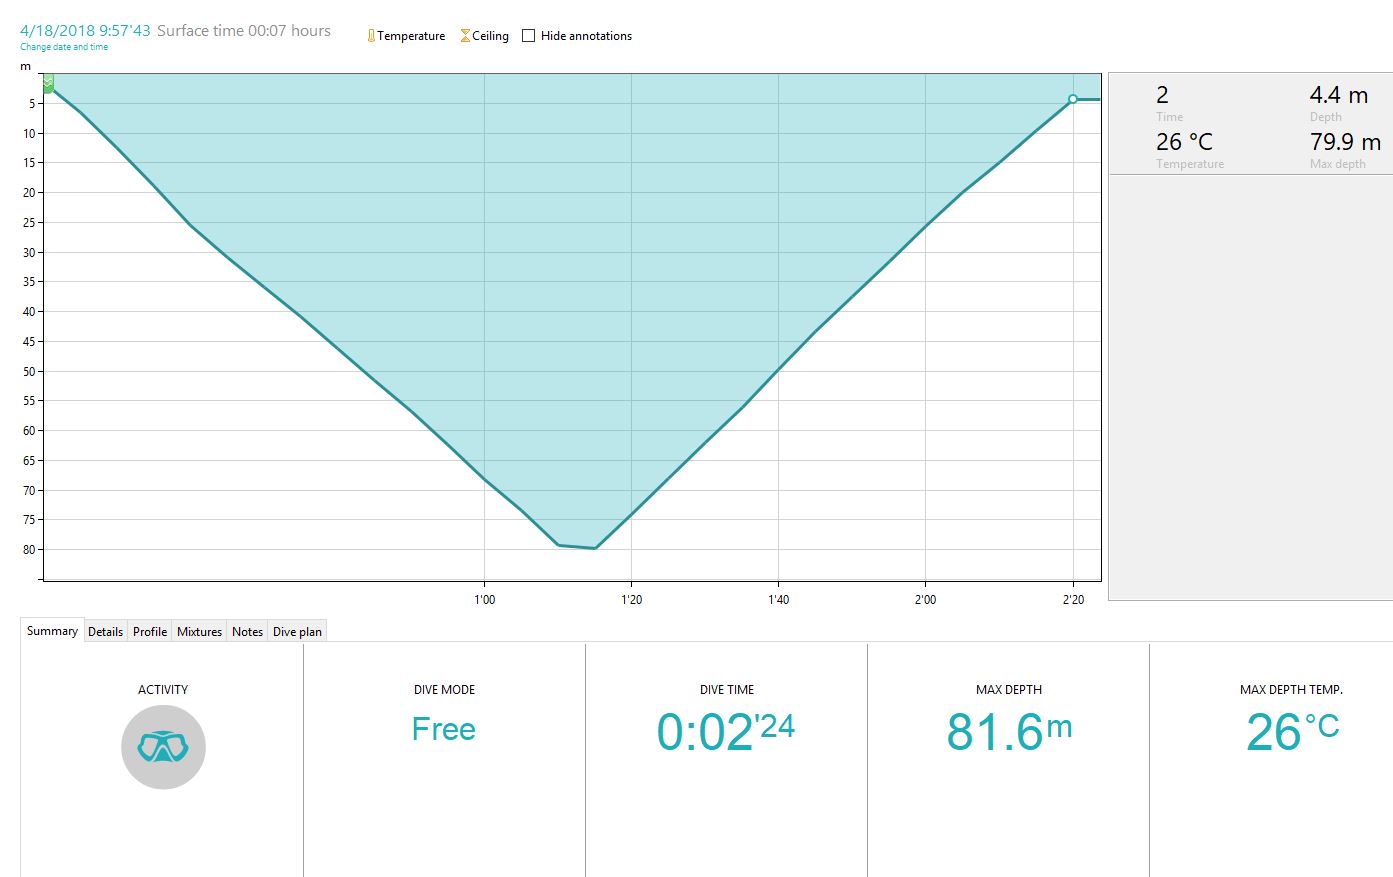 4/18/2018 9:57'43 Surface time 00:07 hours
Change date and time
Temperature Ceiling Hide annotations
m
5
10
15
20
25
30
35
40
45
50
55
60
65
70
75
80
1'00 1'20 1'40 2'00 2'20
2 4.4 m
Time Depth
26 °C 79.9 m
Temperature Max depth
Summary Details Profile Mixtures Notes Dive plan
ACTIVITY DIVE MODE DIVE TIME MAX DEPTH MAX DEPTH TEMP.
Free 0:02'24 81.6m 26°C